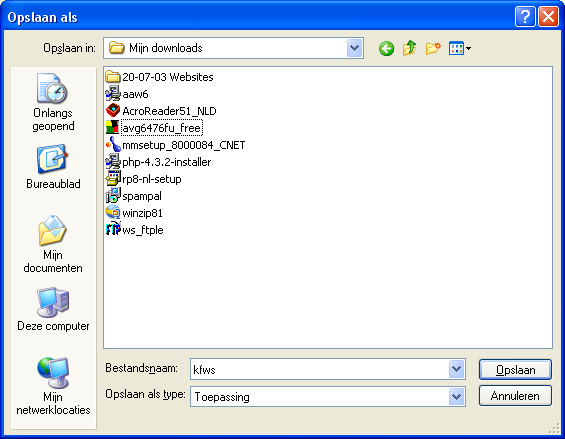 Opslaan als
Opslaan in:
Mijn downloads
Onlangs
geopend
Bureaublad
Mijn
documenten
Deze computer
Mijn
netwerklocaties
20-07-03 Websites
aaw6
AcroReader51_NLD
avg6476fu_free
mmsetup_8000084_CNET
php-4.3.2-installer
rp8-nl-setup
spampal
winzip81
ws_ftple
Bestandsnaam:
kfws
Opslaan
Opslaan als type:
Toepassing
Annuleren